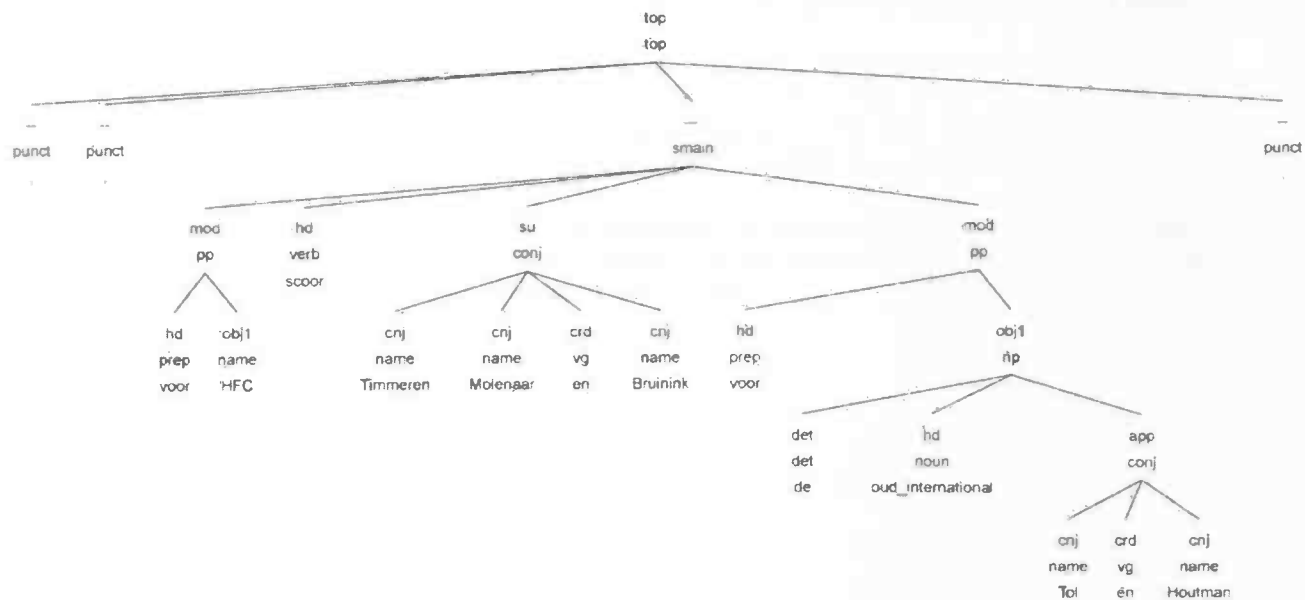 top
top
— -- — —
punct punct smain punct
mod hd su mod
pp verb conj pp
scoor
hd obj1 cnj cnj crd cnj hd obj1
prep name name name vg name prep np
voor HFC Timmeren Molenaar en Bruinink voor
det hd app
det noun conj
de oud_international
cnj crd cnj
name vg name
Tol en Houtman